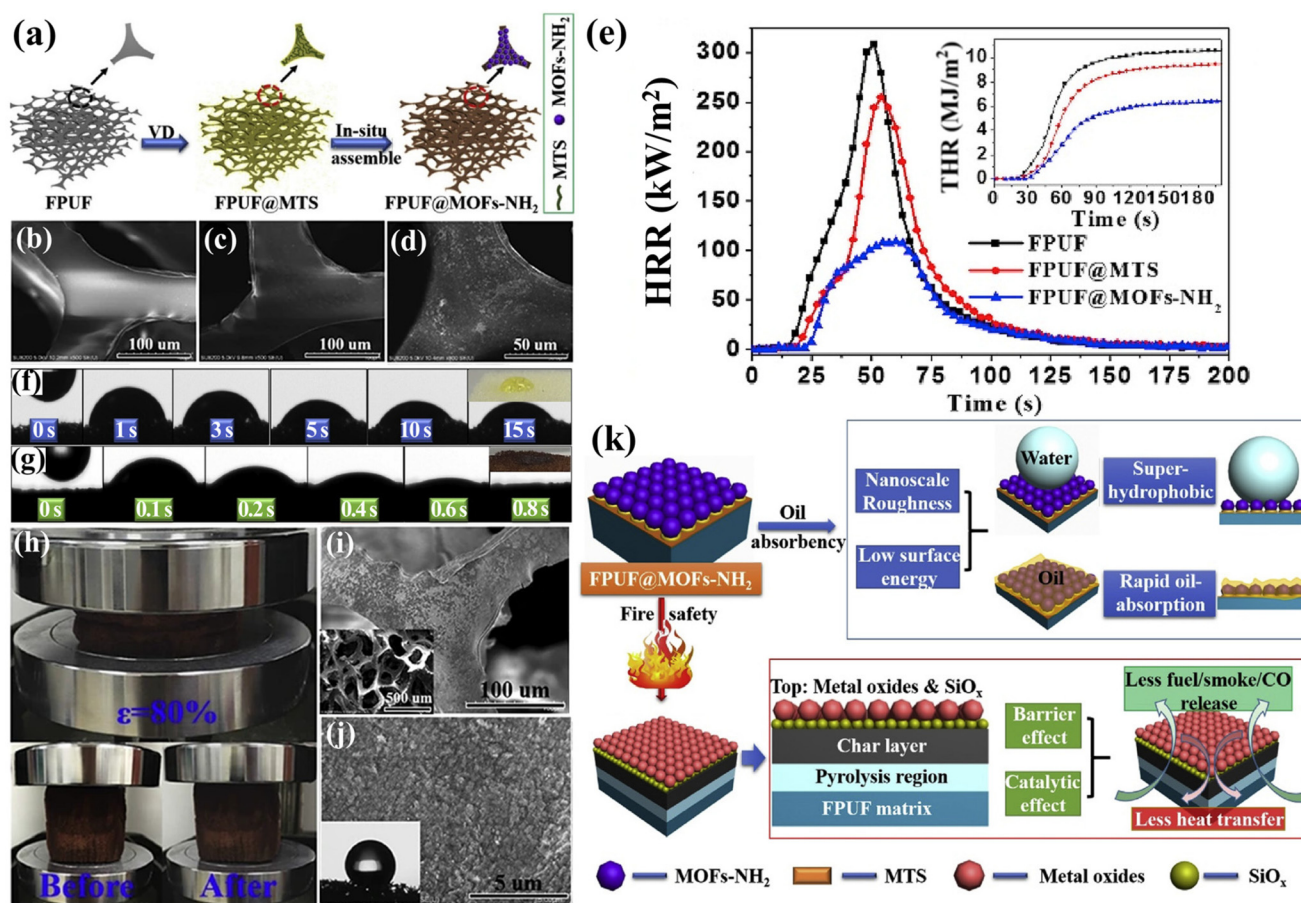 (a)
VD
In-situ
assemble
FPUF
FPUF@MTS
FPUF@MOFs-NH2
MTS
MOFs-NH2
(b)
100 um
(c)
100 um
(d)
50 um
(e)
HRRR (kW/m2)
300
250
200
150
100
50
0
0
25
50
75
100
125
150
175
200
Time (s)
THR (MJ/m2)
10
8
6
4
2
0
0
30
60
90
120
150
180
Time (s)
FPUF
FPUF@MTS
FPUF@MOFs-NH2
(f)
0 s
1 s
3 s
5 s
10 s
15 s
(g)
0 s
0.1 s
0.2 s
0.4 s
0.6 s
0.8 s
(h)
ε=80%
Before
After
(i)
500 um
100 um
(j)
5 um
(k)
FPUF@MOFs-NH2
Oil
absorbency
Nanoscale
Roughness
Low surface
energy
Water
Super-
hydrophobic
Oil
Rapid oil-
absorption
Fire safety
Top: Metal oxides & SiOx
Char layer
Pyrolysis region
FPUF matrix
Barrier
effect
Catalytic
effect
Less fuel/smoke/CO
release
Less heat transfer
MOFs-NH2
MTS
Metal oxides
SiOx